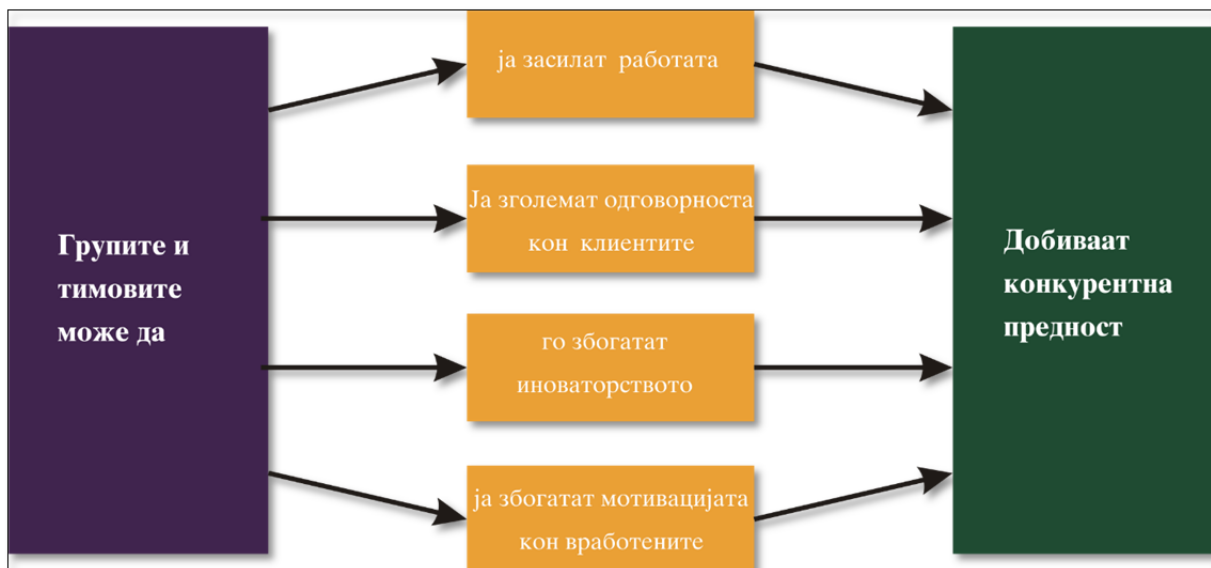 Групите и
тимовите
може да
ја засилат работата
Ја зголемат одговорноста
кон клиентите
го збогатат
иноваторството
ја збогатат мотивацијата
кон вработените
Добиваат
конкурентна
предност